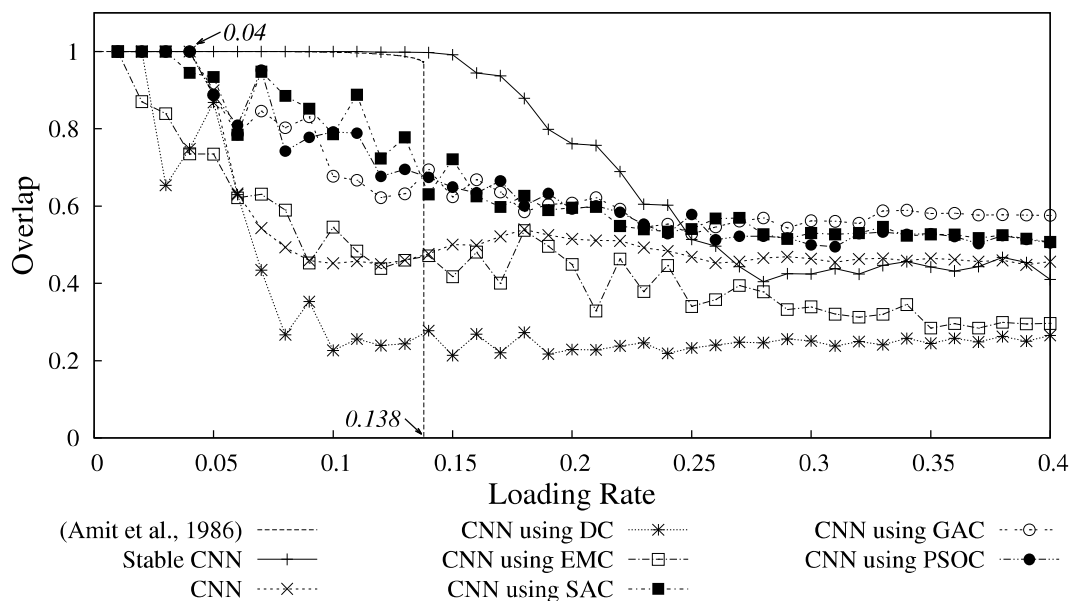 0.04
1
0.8
0.6
0.4
0.2
0
Overlap
0.138
0 0.05 0.1 0.15 0.2 0.25 0.3 0.35 0.4
Loading Rate
(Amit et al., 1986) CNN using DC CNN using GAC
Stable CNN CNN using EMC CNN using PSOC
CNN CNN using SAC